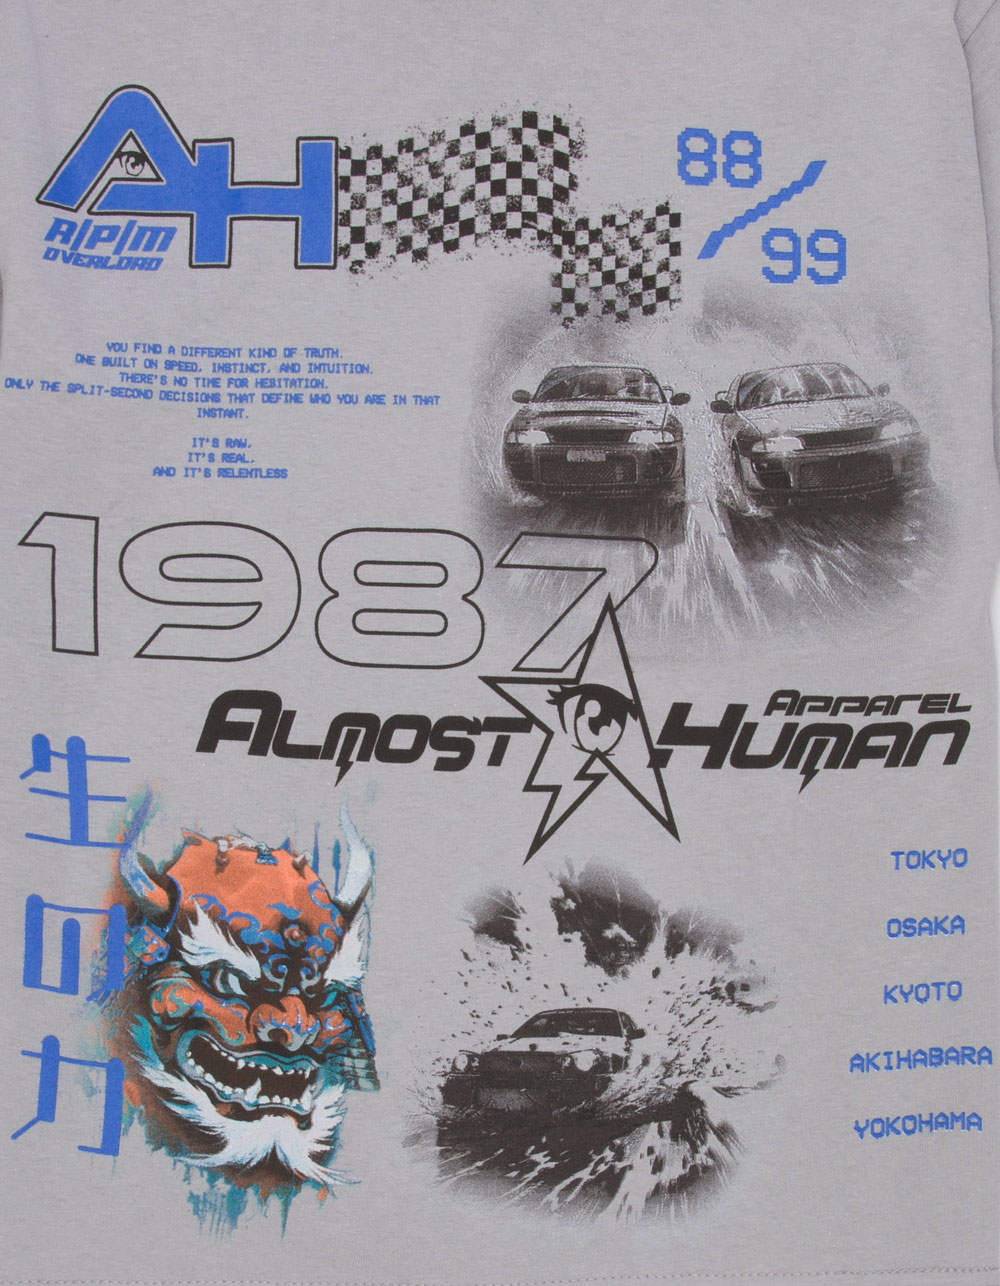 AH
R/P/M
OVERLORD
88/99
YOU FIND A DIFFERENT KIND OF TRUTH.
ONE BUILT ON SPEED, INSTINCT, AND INTUITION.
THERE'S NO TIME FOR HESITATION.
ONLY THE SPLIT-SECOND DECISIONS THAT DEFINE WHO YOU ARE IN THAT
INSTANT.
IT'S RAW.
IT'S REAL.
AND IT'S RELENTLESS
1987
ALMOST HUMAN
APPAREL
生
回
力
TOKYO
OSAKA
KYOTO
AKIHABARA
YOKOHAMA